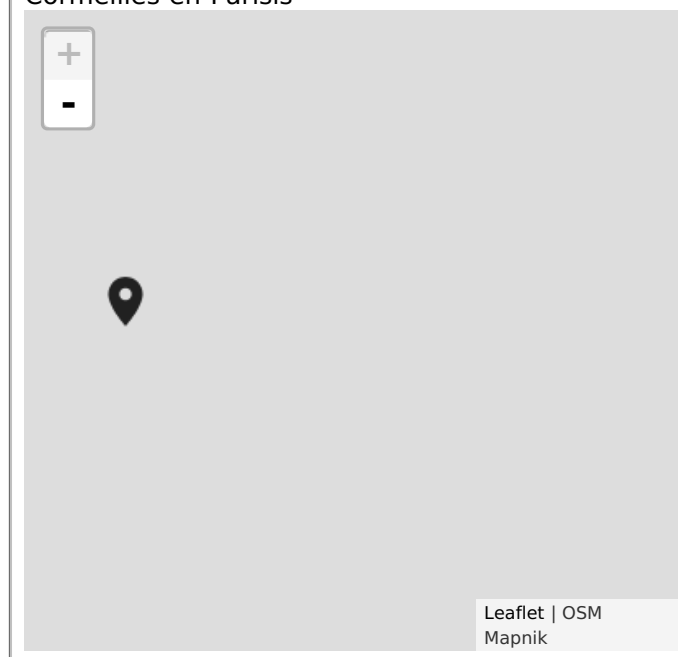 Cormeilles-en-Parisis
+
-
Leaflet | OSM
Mapnik